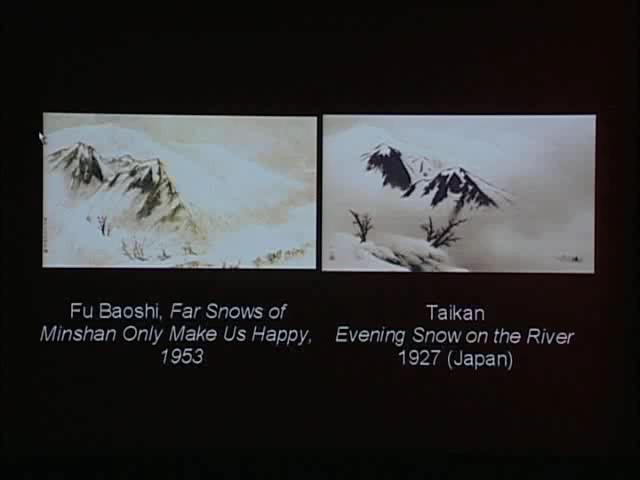 Fu Baoshi, Far Snows of
Minshan Only Make Us Happy,
1953
Taikan
Evening Snow on the River
1927 (Japan)